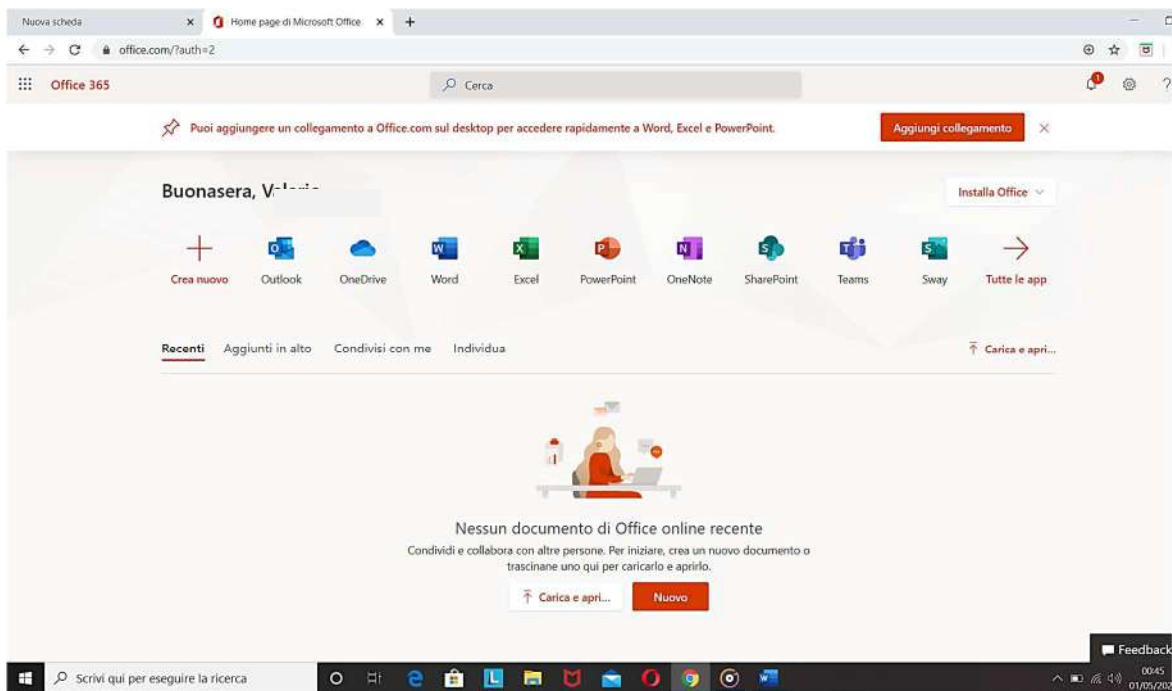 Nuova scheda
Home page di Microsoft Office
office.com/?auth=2
Office 365
Cerca
1
?
Puoi aggiungere un collegamento a Office.com sul desktop per accedere rapidamente a Word, Excel e PowerPoint.
Aggiungi collegamento
Buonasera,
Installa Office
Crea nuovo
Outlook
OneDrive
Word
Excel
PowerPoint
OneNote
SharePoint
Teams
Sway
Tutte le app
Recenti
Aggiunti in alto
Condivisi con me
Individua
Carica e apri...
Nessun documento di Office online recente
Condividi e collabora con altre persone. Per iniziare, crea un nuovo documento o
trascinane uno qui per caricarlo e aprirlo.
Carica e apri...
Nuovo
Feedback
Scrivi qui per eseguire la ricerca
00:45